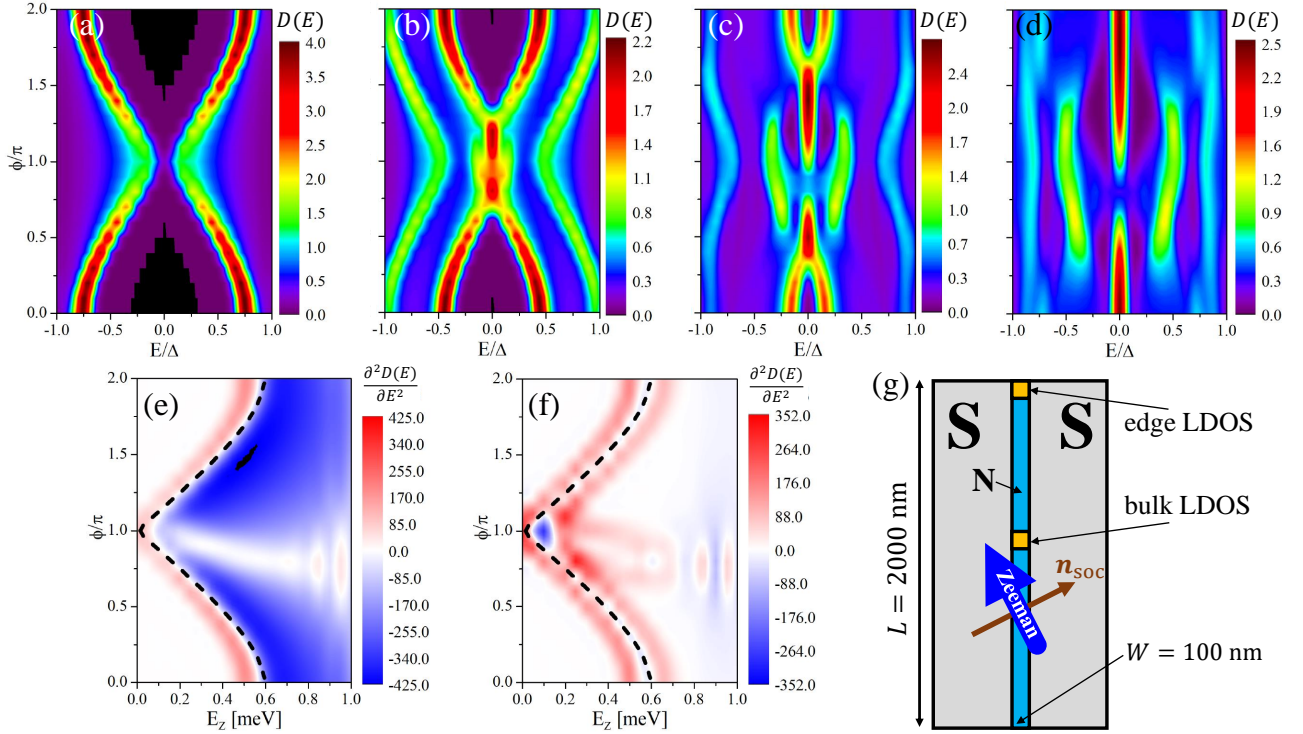 (a)
D(E)
4.0
3.5
3.0
2.5
2.0
1.5
1.0
0.5
0.0
ϕ/π
2.0
1.5
1.0
0.5
0.0
-1.0 -0.5 0.0 0.5 1.0
E/Δ
(b)
D(E)
2.2
2.0
1.7
1.4
1.1
0.8
0.6
0.3
0.0
-1.0 -0.5 0.0 0.5 1.0
E/Δ
(c)
D(E)
2.4
2.1
1.7
1.4
1.0
0.7
0.3
0.0
-1.0 -0.5 0.0 0.5 1.0
E/Δ
(d)
D(E)
2.5
2.2
1.9
1.6
1.3
0.9
0.6
0.3
0.0
-1.0 -0.5 0.0 0.5 1.0
E/Δ
(e)
∂²D(E)
∂E²
425.0
340.0
255.0
170.0
85.0
0.0
-85.0
-170.0
-255.0
-340.0
-425.0
ϕ/π
2.0
1.5
1.0
0.5
0.0
0.0 0.2 0.4 0.6 0.8 1.0
E_Z [meV]
(f)
∂²D(E)
∂E²
352.0
264.0
176.0
88.0
0.0
-88.0
-176.0
-264.0
-352.0
ϕ/π
2.0
1.5
1.0
0.5
0.0
0.0 0.2 0.4 0.6 0.8 1.0
E_Z [meV]
(g)
S S
N
edge LDOS
bulk LDOS
n_soc
Zeeman
L = 2000 nm
W = 100 nm